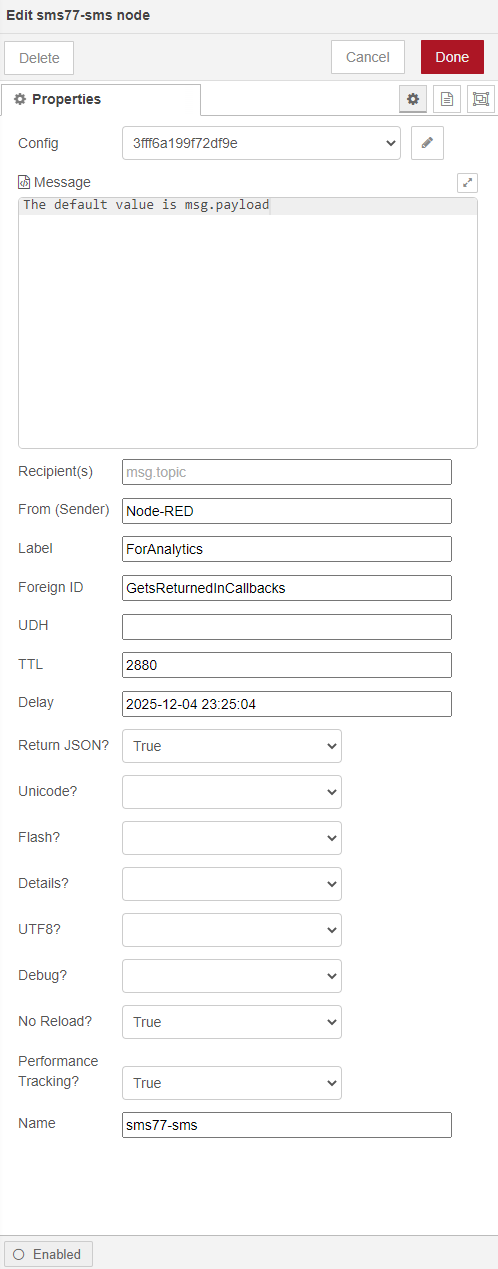 Edit sms77-sms node
Delete
Cancel
Done
Properties
Config
3fff6a199f72df9e
Message
The default value is msg.payload
Recipient(s)
msg.topic
From (Sender)
Node-RED
Label
ForAnalytics
Foreign ID
GetsReturnedInCallbacks
UDH
TTL
2880
Delay
2025-12-04 23:25:04
Return JSON?
True
Unicode?
Flash?
Details?
UTF8?
Debug?
No Reload?
True
Performance
Tracking?
True
Name
sms77-sms
Enabled